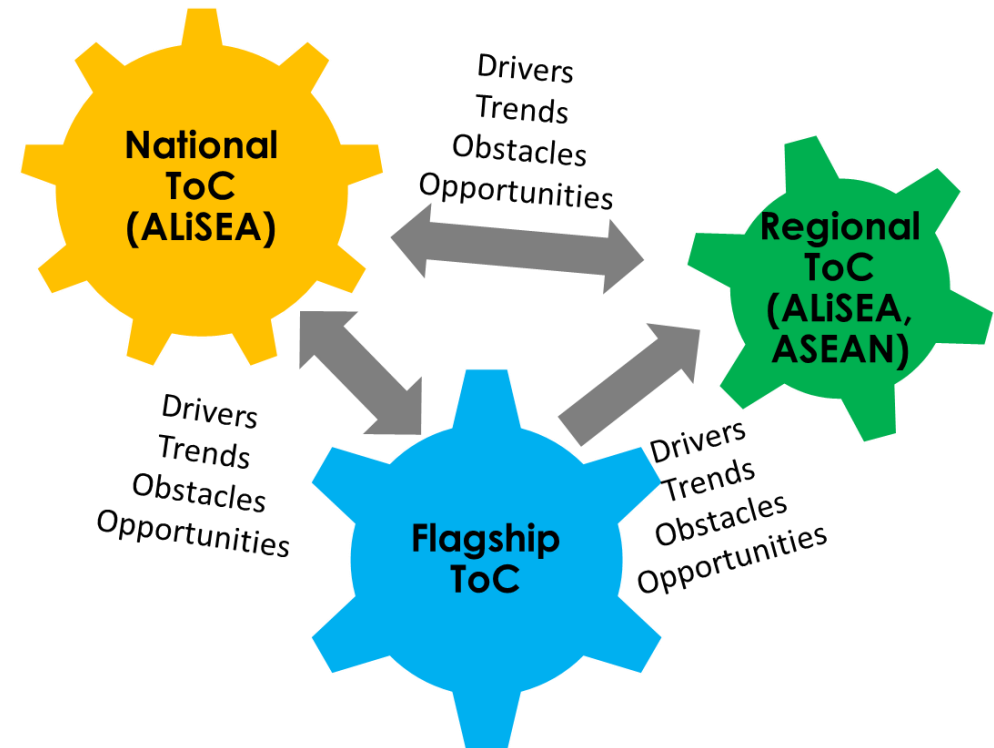 National
ToC
(ALiSEA)
Drivers
Trends
Obstacles
Opportunities
Regional
ToC
(ALiSEA,
ASEAN)
Drivers
Trends
Obstacles
Opportunities
Flagship
ToC
Drivers
Trends
Obstacles
Opportunities